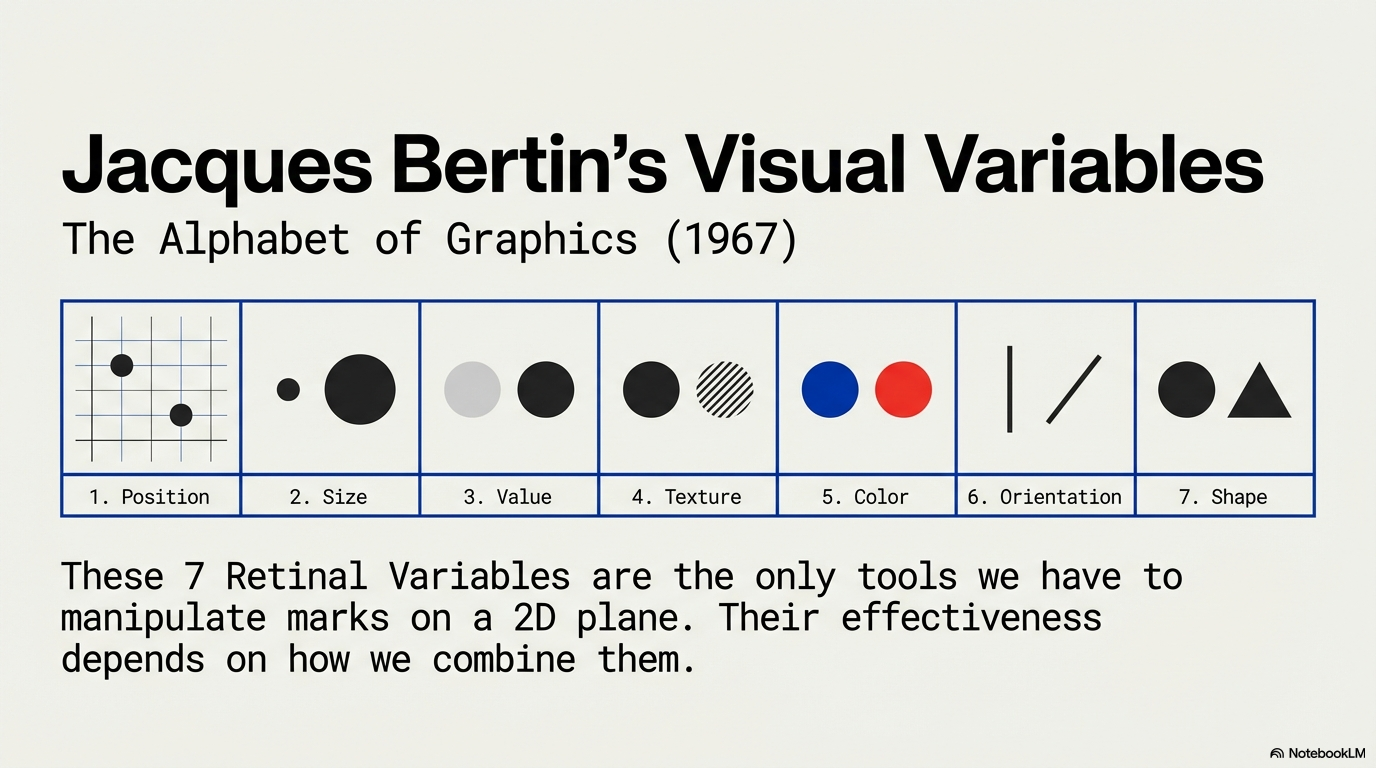 Jacques Bertin’s Visual Variables
The Alphabet of Graphics (1967)
1. Position
2. Size
3. Value
4. Texture
5. Color
6. Orientation
7. Shape
These 7 Retinal Variables are the only tools we have to
manipulate marks on a 2D plane. Their effectiveness
depends on how we combine them.
NotebookLM